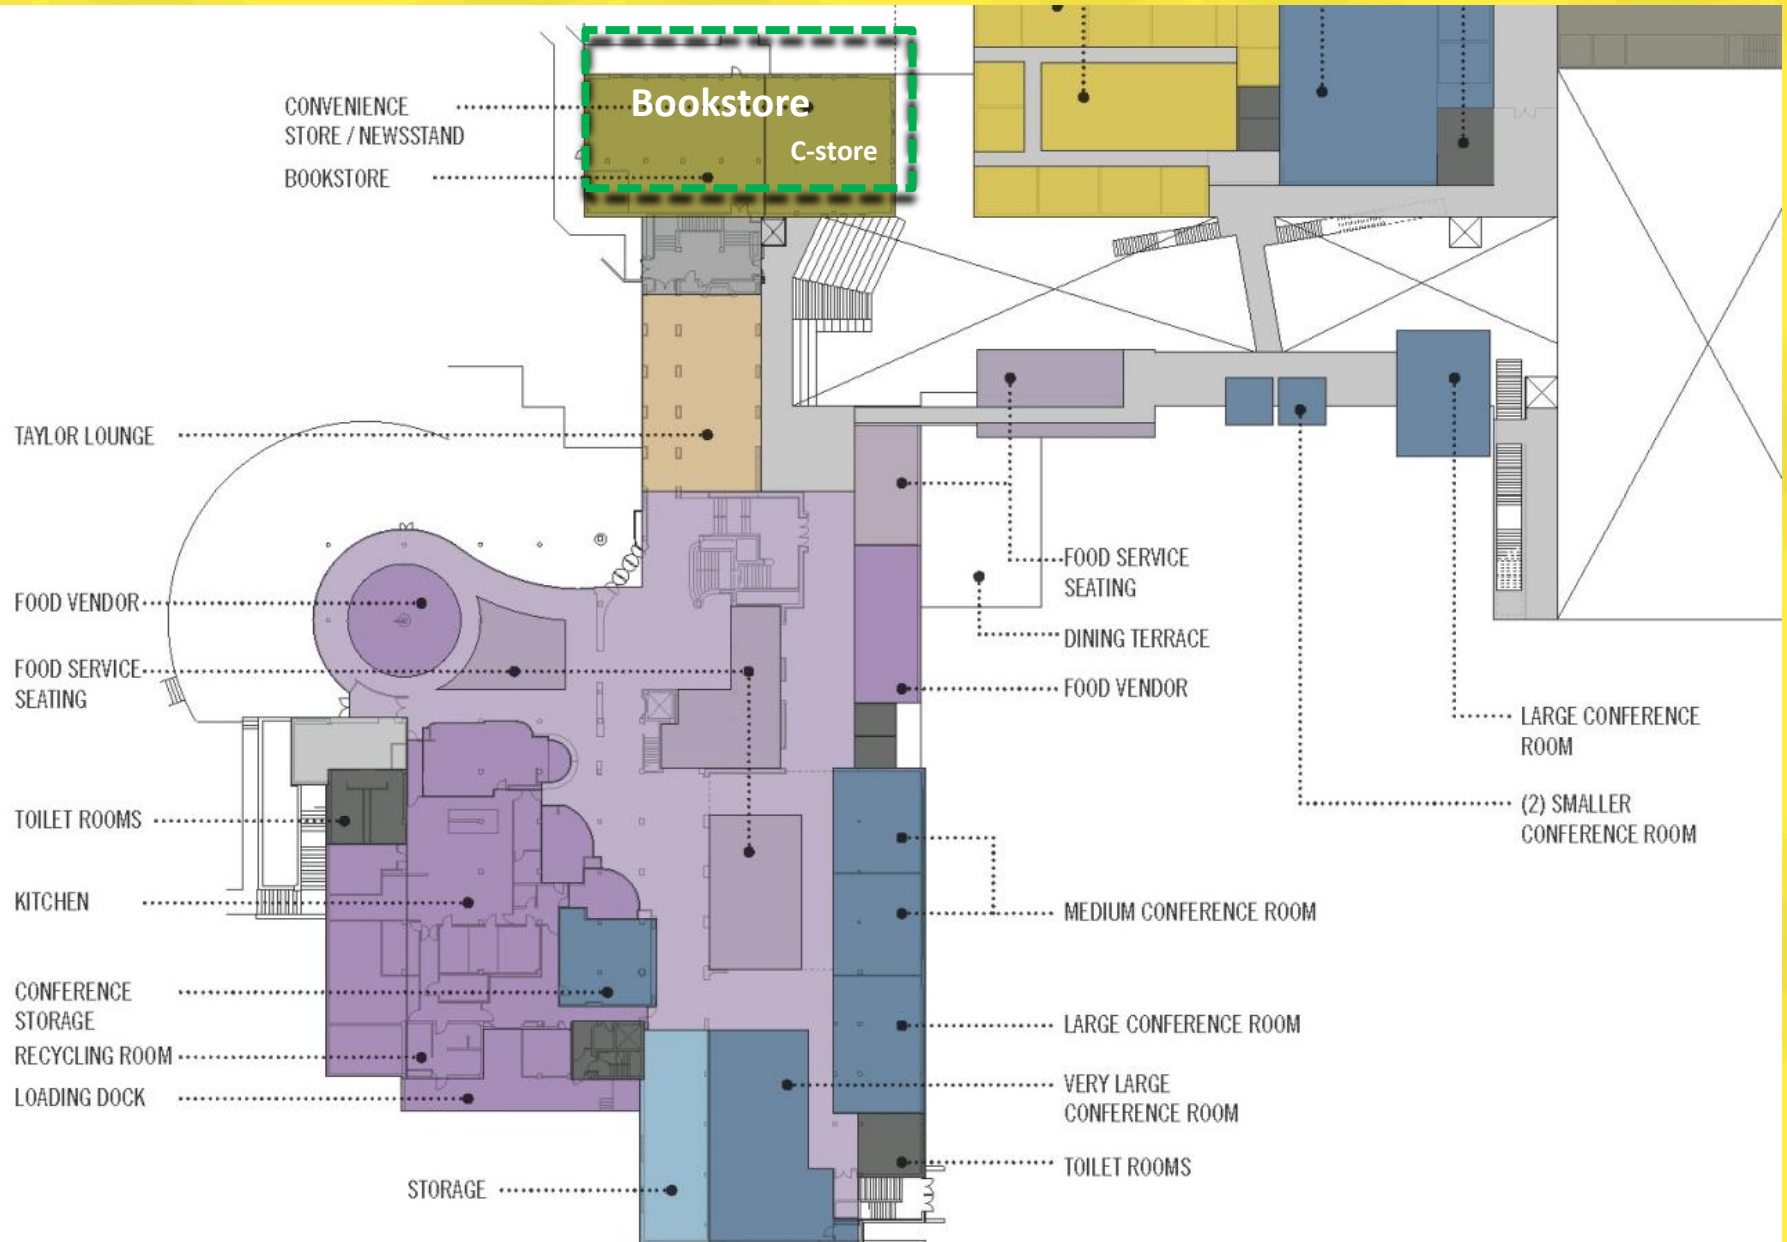 Bookstore
C-store
CONVENIENCE
STORE / NEWSSTAND
BOOKSTORE
TAYLOR LOUNGE
FOOD VENDOR
FOOD SERVICE
SEATING
TOILET ROOMS
KITCHEN
CONFERENCE
STORAGE
RECYCLING ROOM
LOADING DOCK
STORAGE
FOOD SERVICE
SEATING
DINING TERRACE
FOOD VENDOR
MEDIUM CONFERENCE ROOM
LARGE CONFERENCE ROOM
VERY LARGE
CONFERENCE ROOM
TOILET ROOMS
LARGE CONFERENCE
ROOM
(2) SMALLER
CONFERENCE ROOM